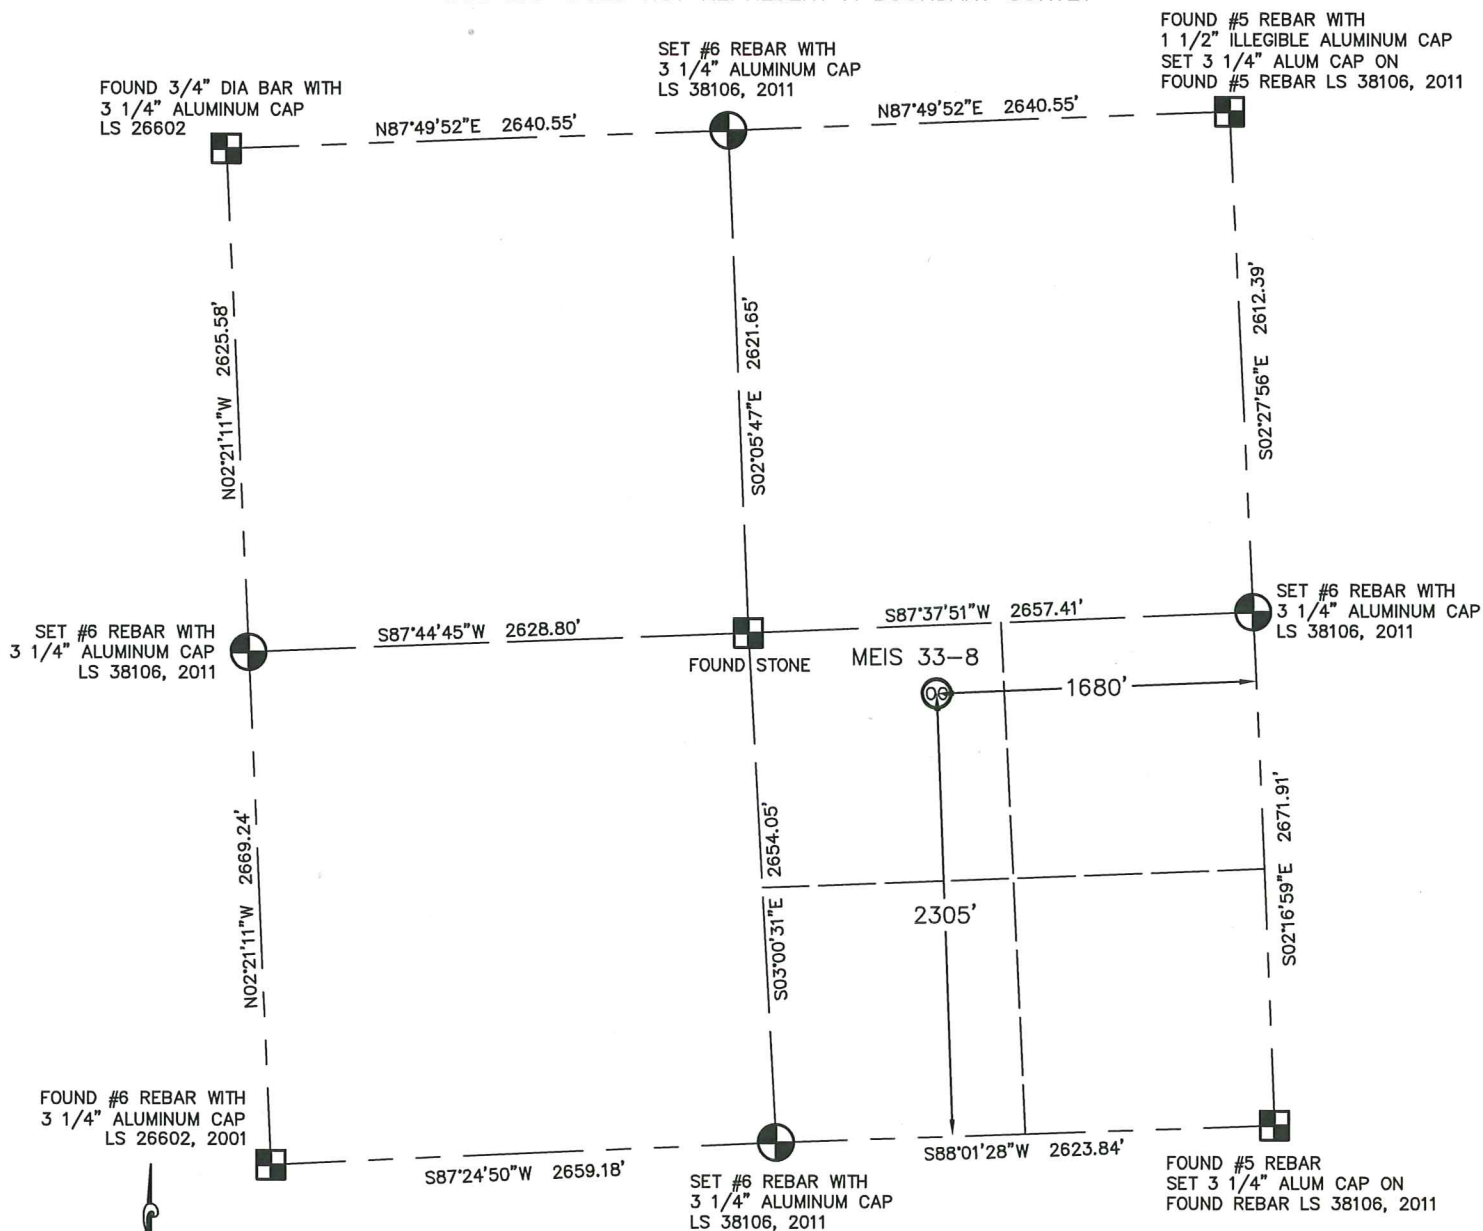 FOUND #5 REBAR WITH
1 1/2" ILLEGIBLE ALUMINUM CAP
SET 3 1/4" ALUM CAP ON
FOUND #5 REBAR LS 38106, 2011
SET #6 REBAR WITH
3 1/4" ALUMINUM CAP
LS 38106, 2011
FOUND 3/4" DIA BAR WITH
3 1/4" ALUMINUM CAP
LS 26602
N87°49'52"E 2640.55'
N87°49'52"E 2640.55'
N02°21'11"W 2625.58'
S02°05'47"E 2621.65'
S02°27'56"E 2612.39'
SET #6 REBAR WITH
3 1/4" ALUMINUM CAP
LS 38106, 2011
S87°44'45"W 2628.80'
FOUND STONE
S87°37'51"W 2657.41'
SET #6 REBAR WITH
3 1/4" ALUMINUM CAP
LS 38106, 2011
MEIS 33-8
1680'
N02°21'11"W 2669.24'
S03°00'31"E 2654.05'
2305'
S02°16'59"E 2671.91'
FOUND #6 REBAR WITH
3 1/4" ALUMINUM CAP
LS 26602, 2001
S87°24'50"W 2659.18'
SET #6 REBAR WITH
3 1/4" ALUMINUM CAP
LS 38106, 2011
S88°01'28"W 2623.84'
FOUND #5 REBAR
SET 3 1/4" ALUM CAP ON
FOUND REBAR LS 38106, 2011